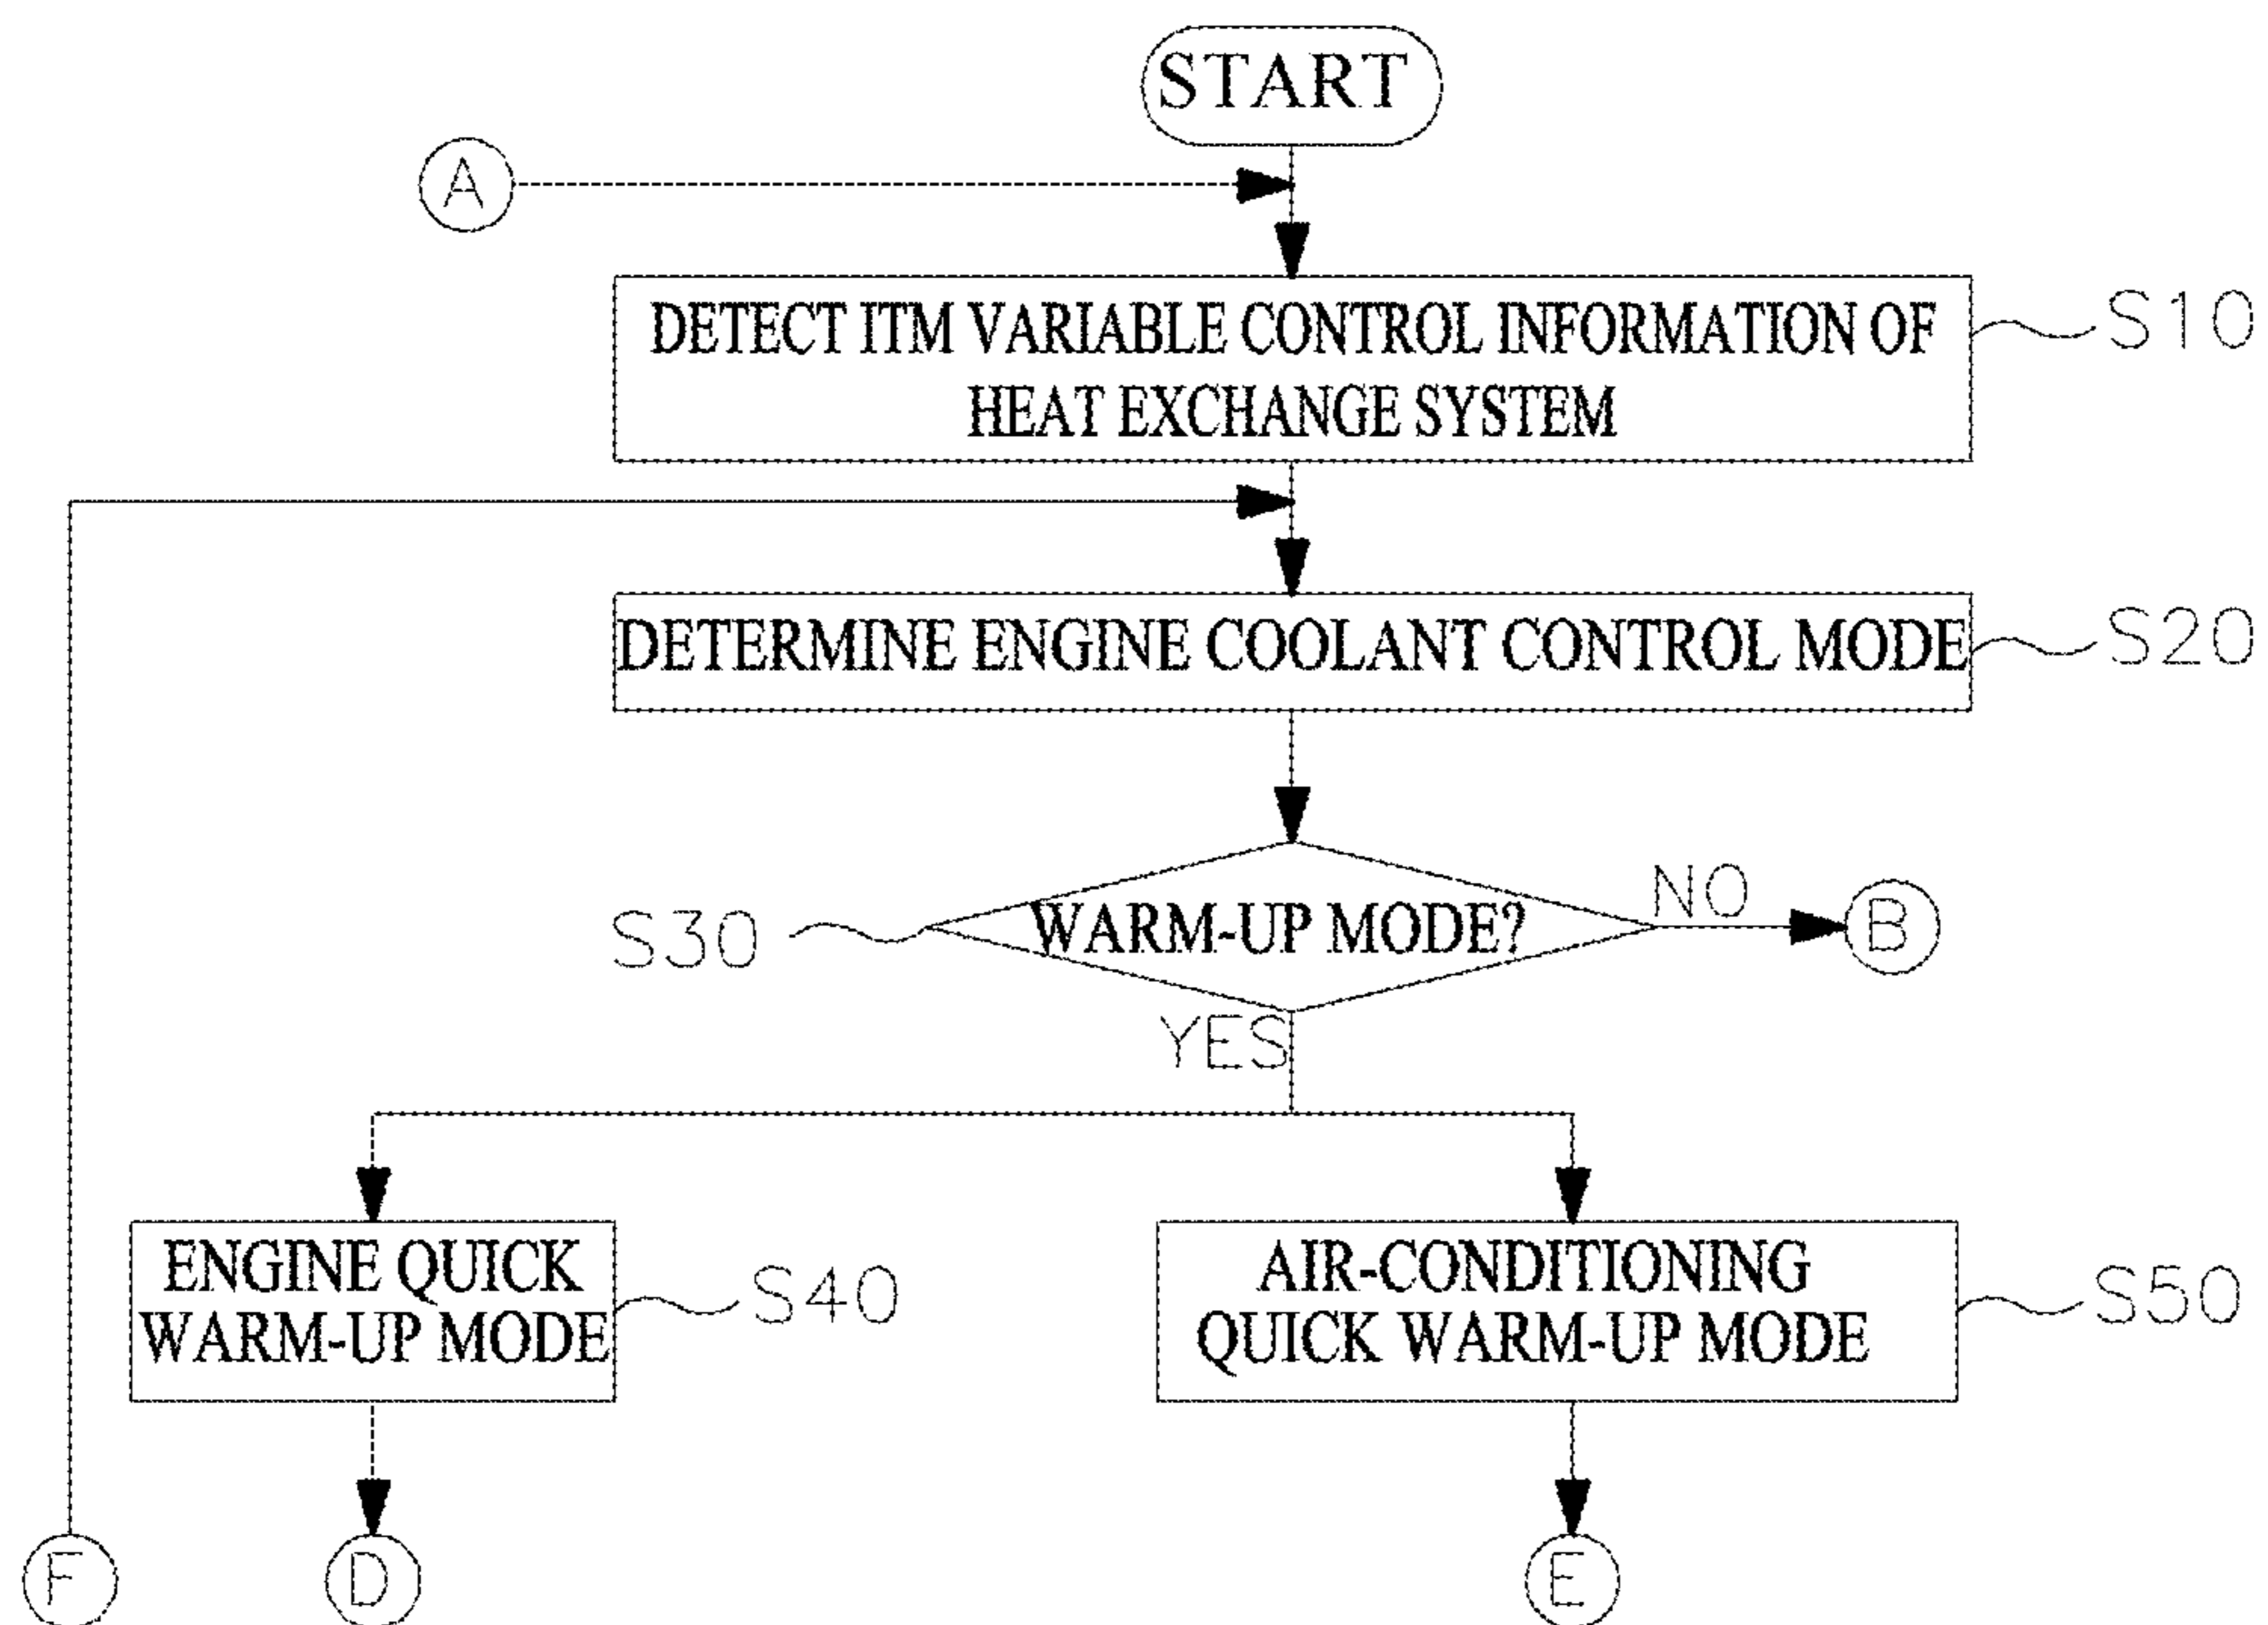 START
A
DETECT ITM VARIABLE CONTROL INFORMATION OF
HEAT EXCHANGE SYSTEM
S10
DETERMINE ENGINE COOLANT CONTROL MODE
S20
WARM-UP MODE?
S30
NO
B
YES
ENGINE QUICK
WARM-UP MODE
S40
AIR-CONDITIONING
QUICK WARM-UP MODE
S50
F
D
E